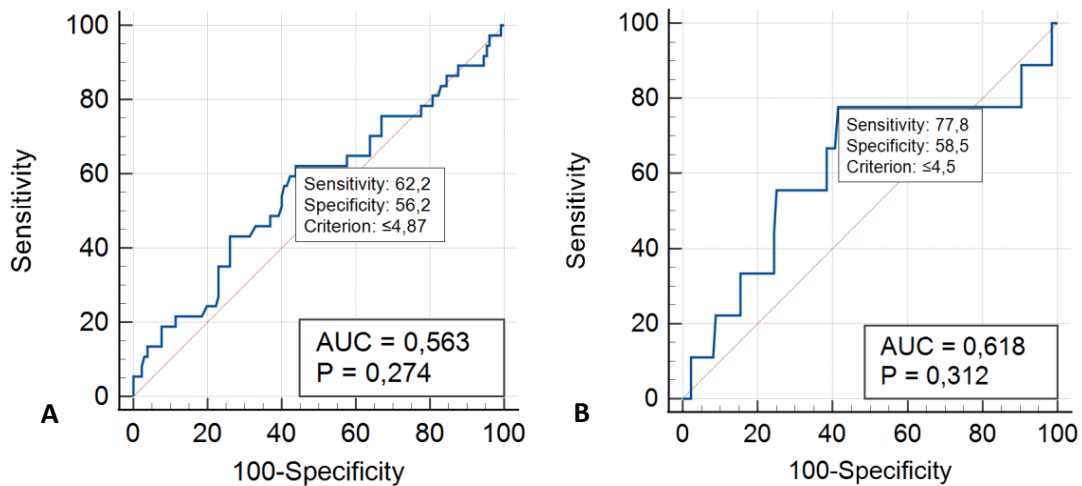 100
80
60
40
20
0
Sensitivity
Sensitivity: 62,2
Specificity: 56,2
Criterion: ≤4,87
AUC = 0,563
P = 0,274
A
0 20 40 60 80 100
100-Specificity
100
80
60
40
20
0
Sensitivity
Sensitivity: 77,8
Specificity: 58,5
Criterion: ≤4,5
AUC = 0,618
P = 0,312
B
0 20 40 60 80 100
100-Specificity